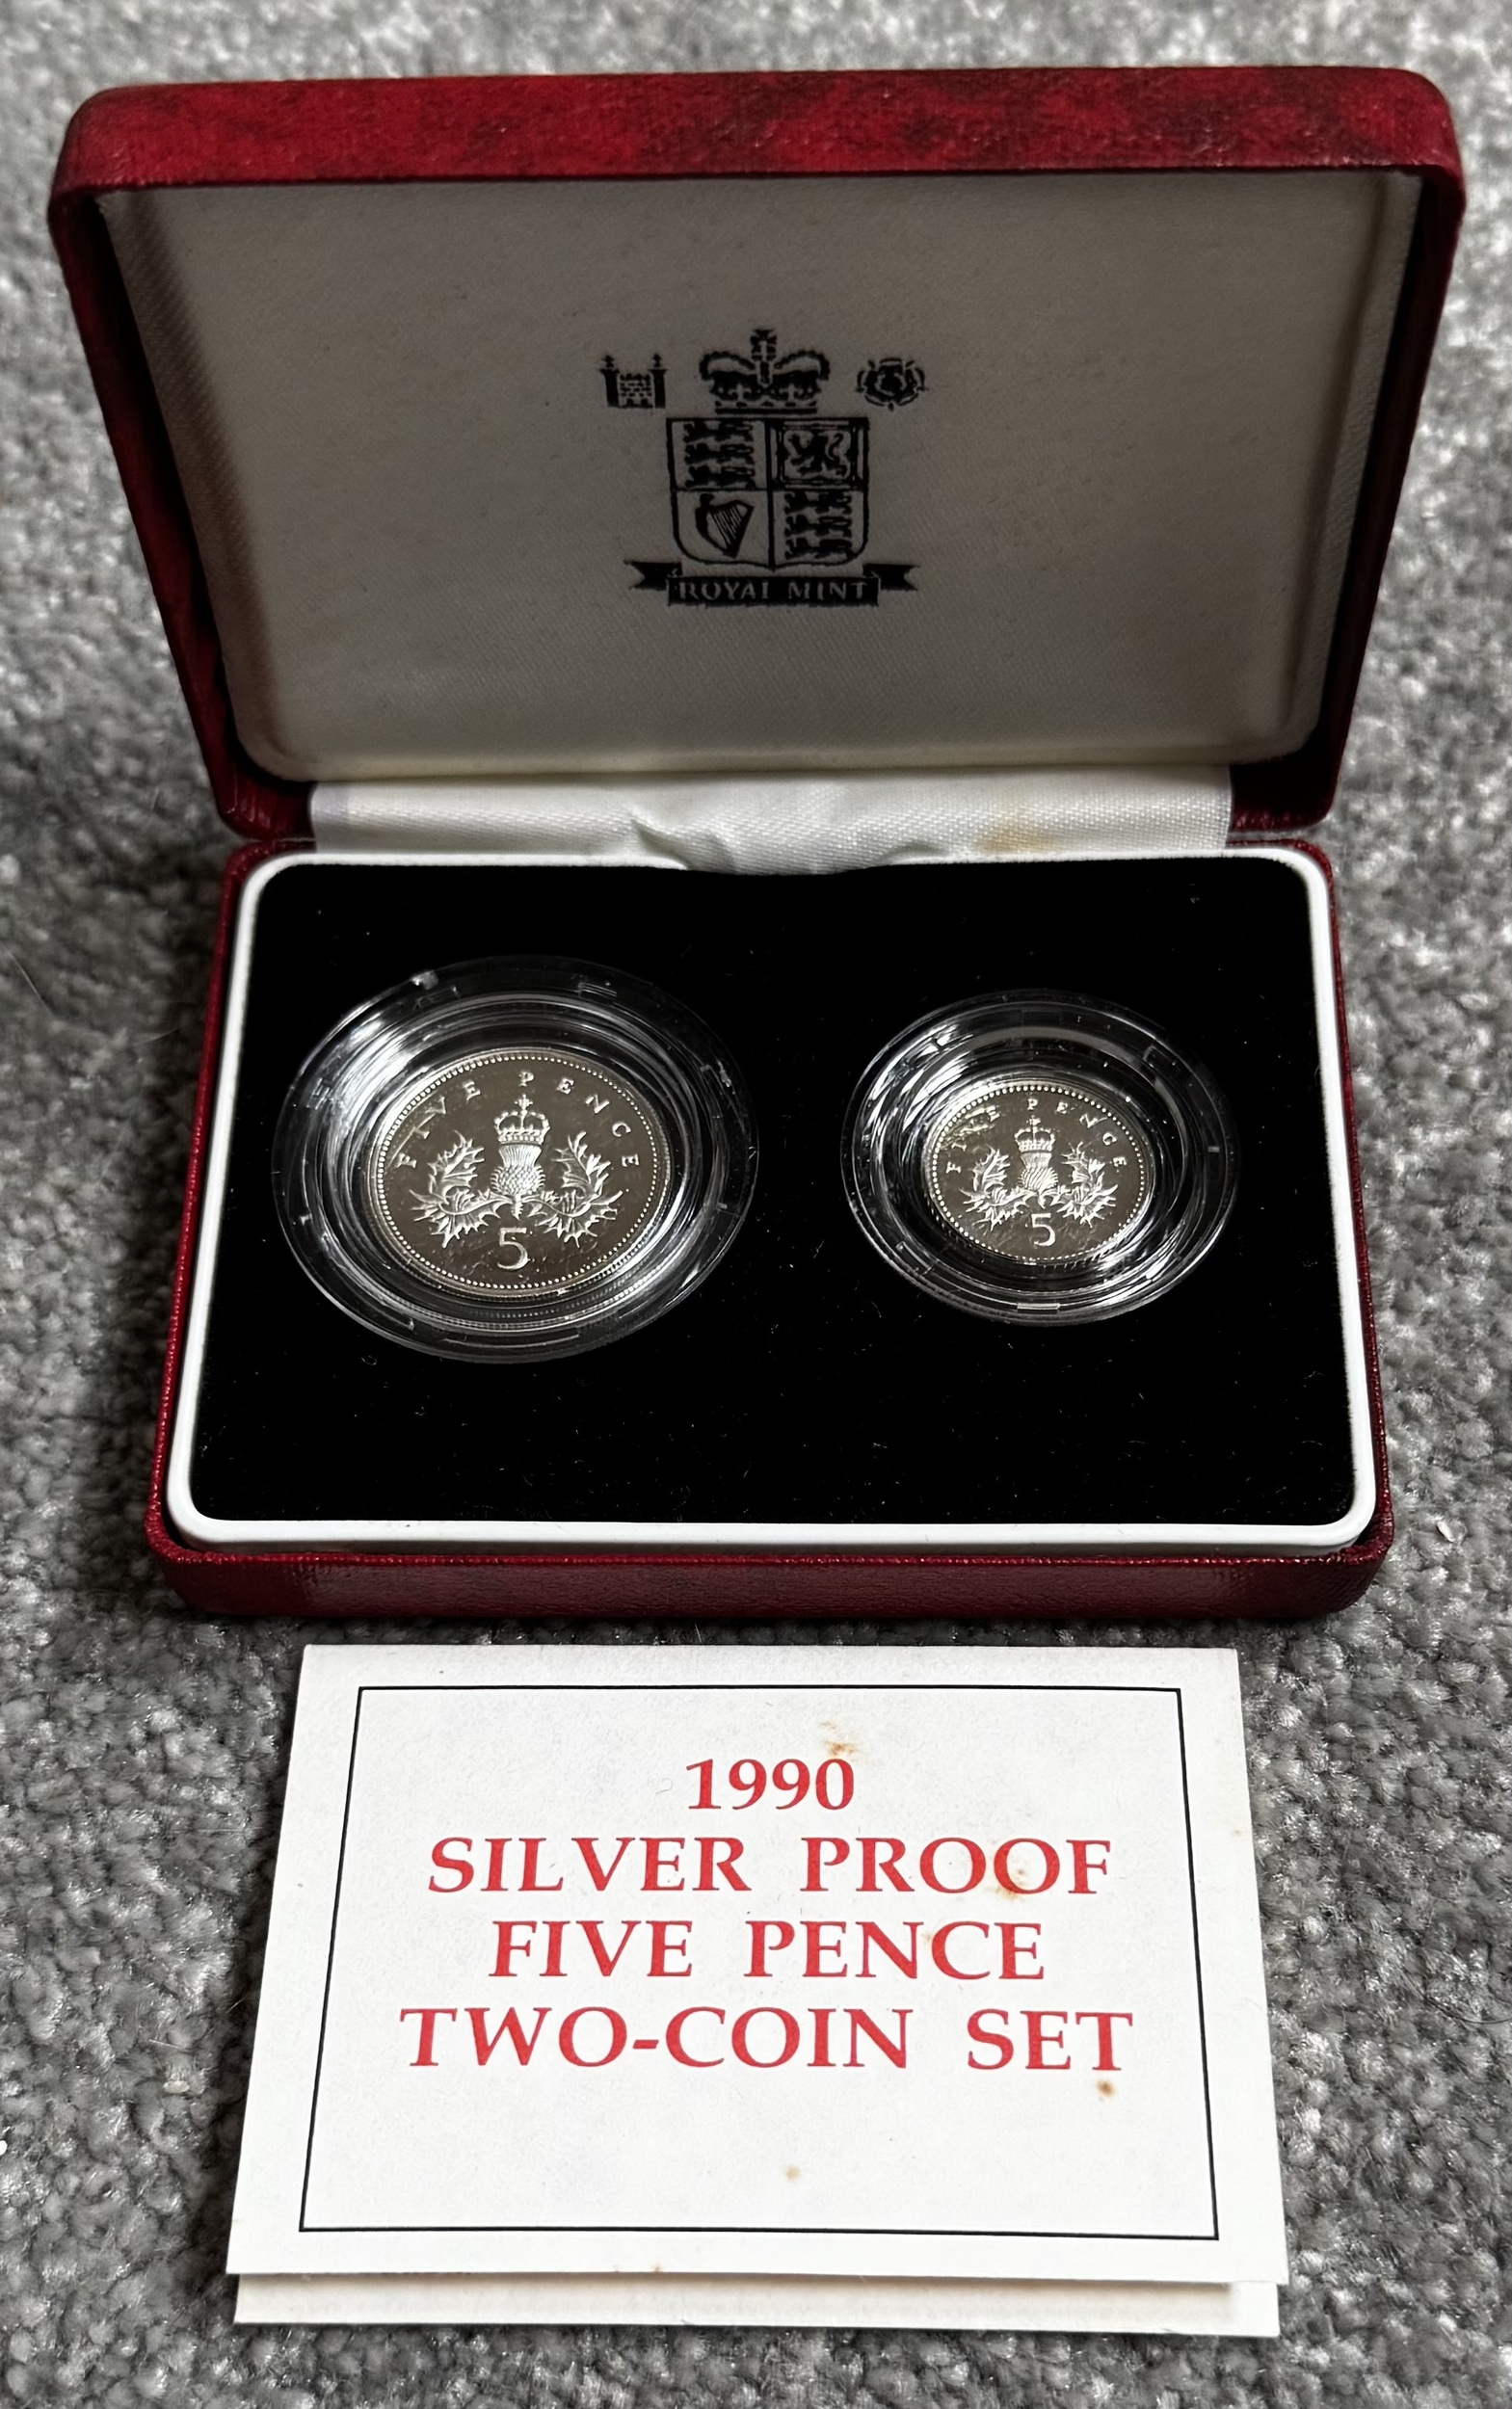 ROYAL MINT
FIVE PENCE
5
FIVE PENCE
5
1990
SILVER PROOF
FIVE PENCE
TWO-COIN SET